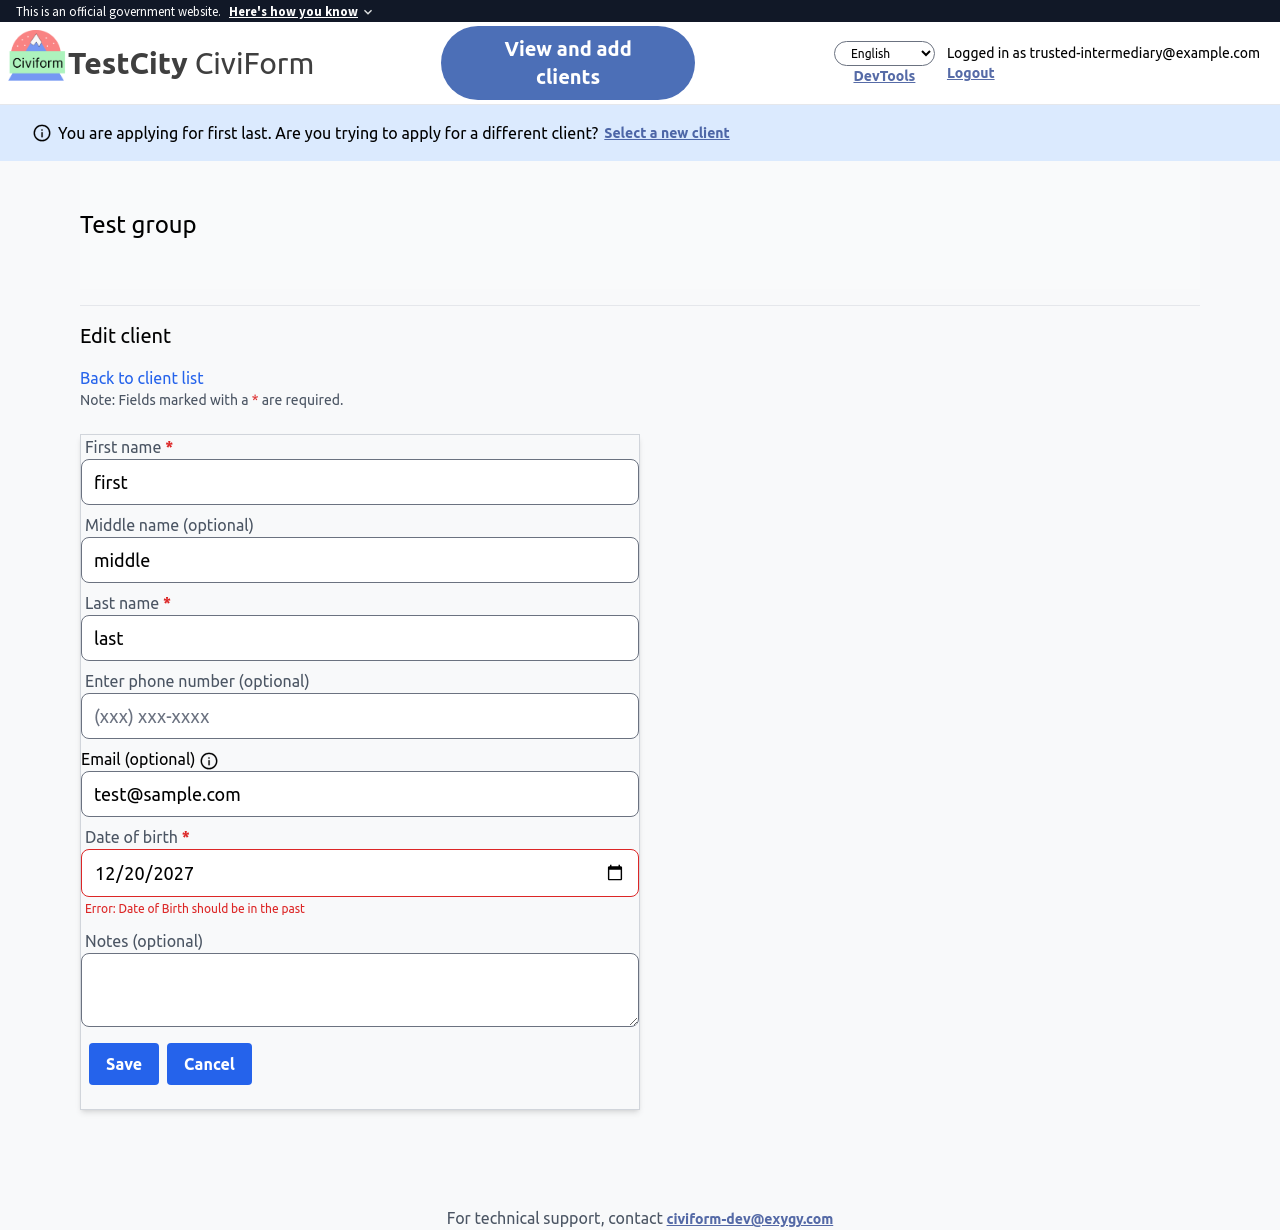 This is an official government website. Here's how you know
Civiform
TestCity CiviForm
View and add
clients
English
DevTools
Logged in as trusted-intermediary@example.com
Logout
You are applying for first last. Are you trying to apply for a different client? Select a new client
Test group
Edit client
Back to client list
Note: Fields marked with a * are required.
First name *
first
Middle name (optional)
middle
Last name *
last
Enter phone number (optional)
(xxx) xxx-xxxx
Email (optional)
test@sample.com
Date of birth *
12/20/2027
Error: Date of Birth should be in the past
Notes (optional)
Save Cancel
For technical support, contact civiform-dev@exygy.com